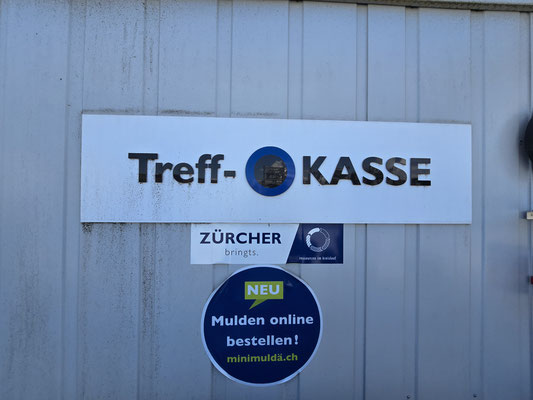 Treff- KASSE
ZÜRCHER
bringts.
NEU
Mulden online
bestellen!
minimuldä.ch